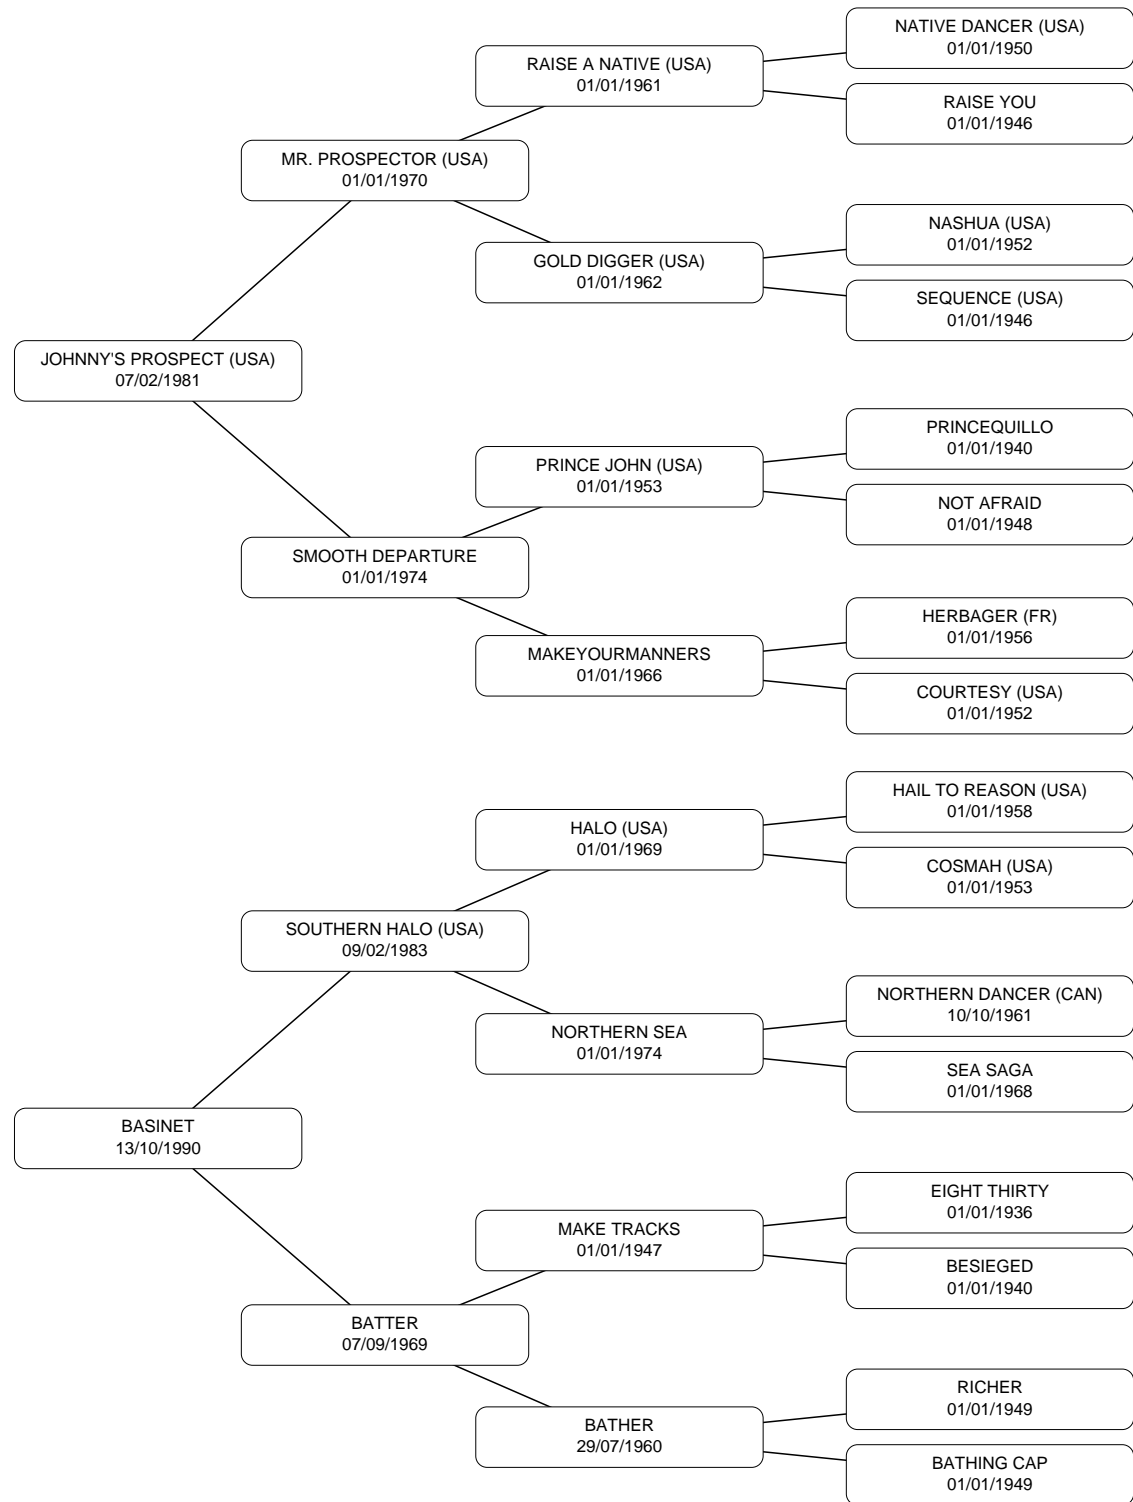 NATIVE DANCER (USA)
01/01/1950
RAISE A NATIVE (USA)
01/01/1961
RAISE YOU
01/01/1946
MR. PROSPECTOR (USA)
01/01/1970
NASHUA (USA)
01/01/1952
GOLD DIGGER (USA)
01/01/1962
SEQUENCE (USA)
01/01/1946
JOHNNY'S PROSPECT (USA)
07/02/1981
PRINCEQUILLO
01/01/1940
PRINCE JOHN (USA)
01/01/1953
NOT AFRAID
01/01/1948
SMOOTH DEPARTURE
01/01/1974
HERBAGER (FR)
01/01/1956
MAKEYOURMANNERS
01/01/1966
COURTESY (USA)
01/01/1952
HAIL TO REASON (USA)
01/01/1958
HALO (USA)
01/01/1969
COSMAH (USA)
01/01/1953
SOUTHERN HALO (USA)
09/02/1983
NORTHERN DANCER (CAN)
10/10/1961
NORTHERN SEA
01/01/1974
SEA SAGA
01/01/1968
BASINET
13/10/1990
EIGHT THIRTY
01/01/1936
MAKE TRACKS
01/01/1947
BESIEGED
01/01/1940
BATTER
07/09/1969
RICHER
01/01/1949
BATHER
29/07/1960
BATHING CAP
01/01/1949